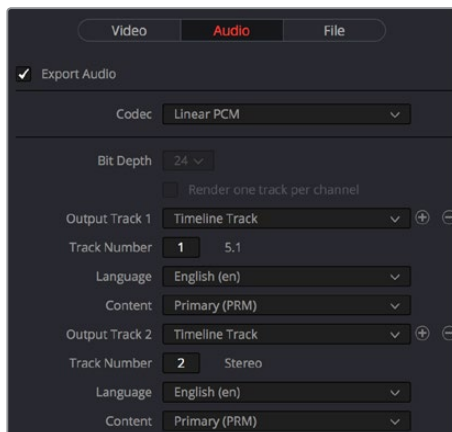 Video Audio File
Export Audio
Codec Linear PCM
Bit Depth 24
Render one track per channel
Output Track 1 Timeline Track
Track Number 1 5.1
Language English (en)
Content Primary (PRM)
Output Track 2 Timeline Track
Track Number 2 Stereo
Language English (en)
Content Primary (PRM)